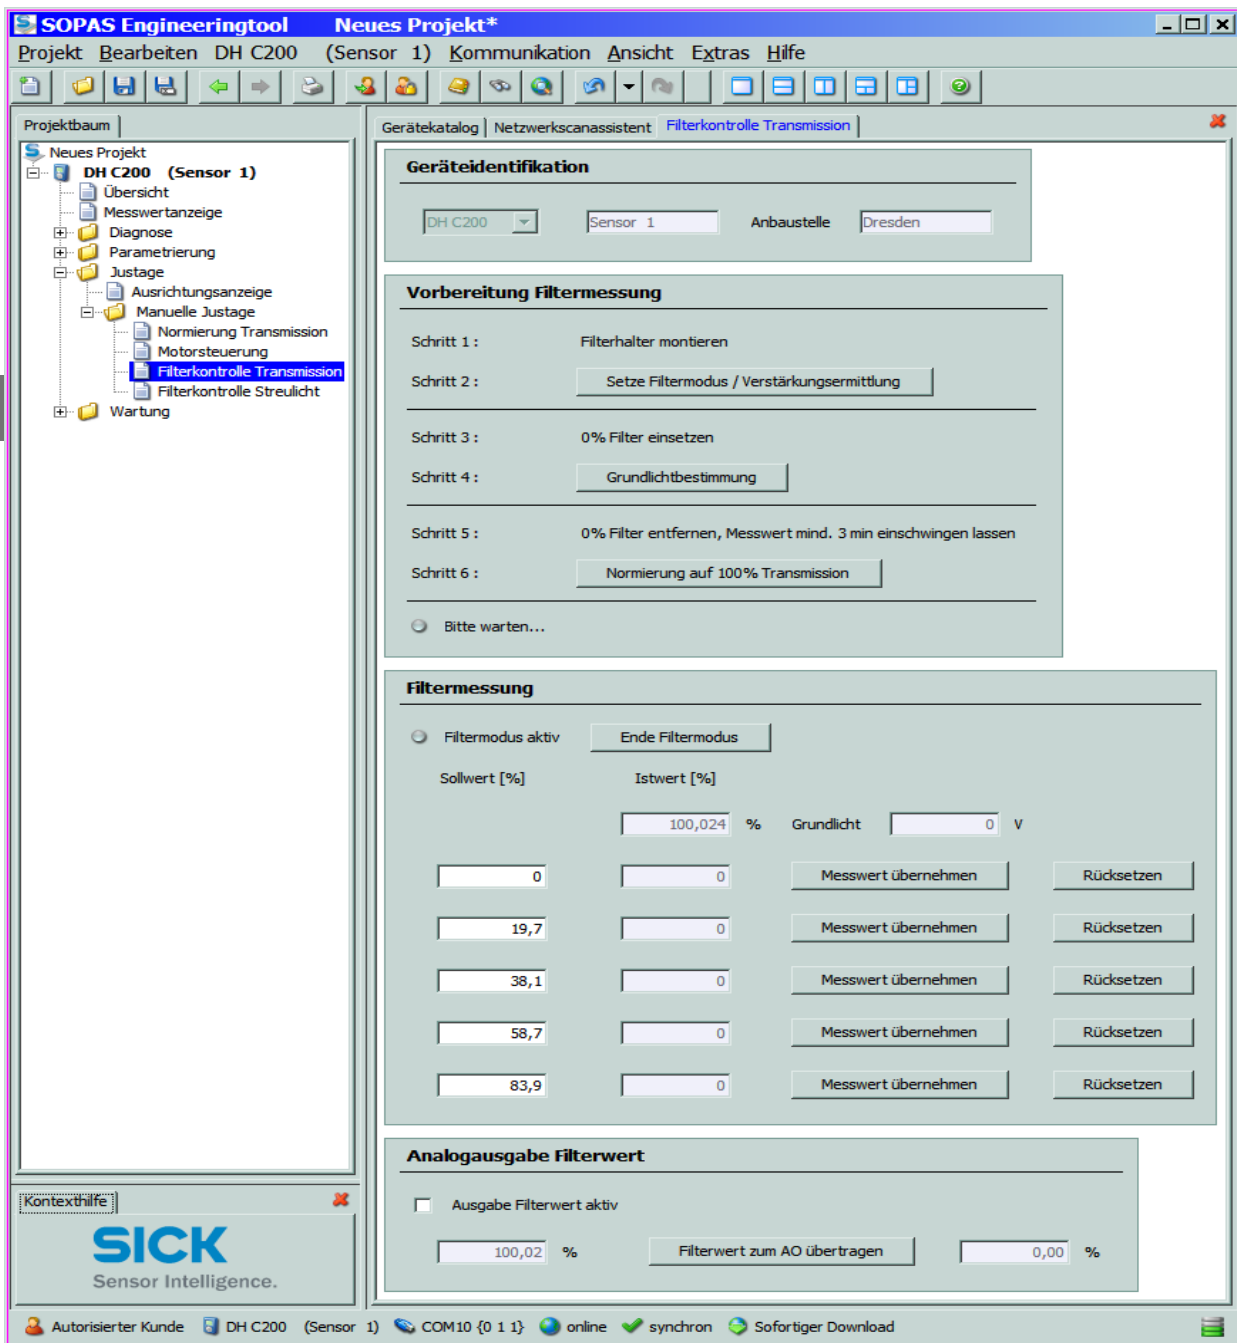 SOPAS Engineeringtool Neues Projekt*
Projekt Bearbeiten DH C200 (Sensor 1) Kommunikation Ansicht Extras Hilfe
Projektbaum
Neues Projekt
DH C200 (Sensor 1)
Übersicht
Messwertanzeige
Diagnose
Parametrierung
Justage
Ausrichtungsanzeige
Manuelle Justage
Normierung Transmission
Motorsteuerung
Filterkontrolle Transmission
Filterkontrolle Streulicht
Wartung
Kontexthilfe
SICK
Sensor Intelligence.
Gerätekatalog Netzwerkscanassistent Filterkontrolle Transmission
Geräteidentifikation
DH C200 Sensor 1 Anbaustelle Dresden
Vorbereitung Filtermessung
Schritt 1 : Filterhalter montieren
Schritt 2 : Setze Filtermodus / Verstärkungsermittlung
Schritt 3 : 0% Filter einsetzen
Schritt 4 : Grundlichtbestimmung
Schritt 5 : 0% Filter entfernen, Messwert mind. 3 min einschwingen lassen
Schritt 6 : Normierung auf 100% Transmission
Bitte warten...
Filtermessung
Filtermodus aktiv Ende Filtermodus
Sollwert [%] Istwert [%]
100,024 % Grundlicht 0 V
0 0 Messwert übernehmen Rücksetzen
19,7 0 Messwert übernehmen Rücksetzen
38,1 0 Messwert übernehmen Rücksetzen
58,7 0 Messwert übernehmen Rücksetzen
83,9 0 Messwert übernehmen Rücksetzen
Analogausgabe Filterwert
Ausgabe Filterwert aktiv
100,02 % Filterwert zum AO übertragen 0,00 %
Autorisierter Kunde DH C200 (Sensor 1) COM10 {0 1 1} online synchron Sofortiger Download